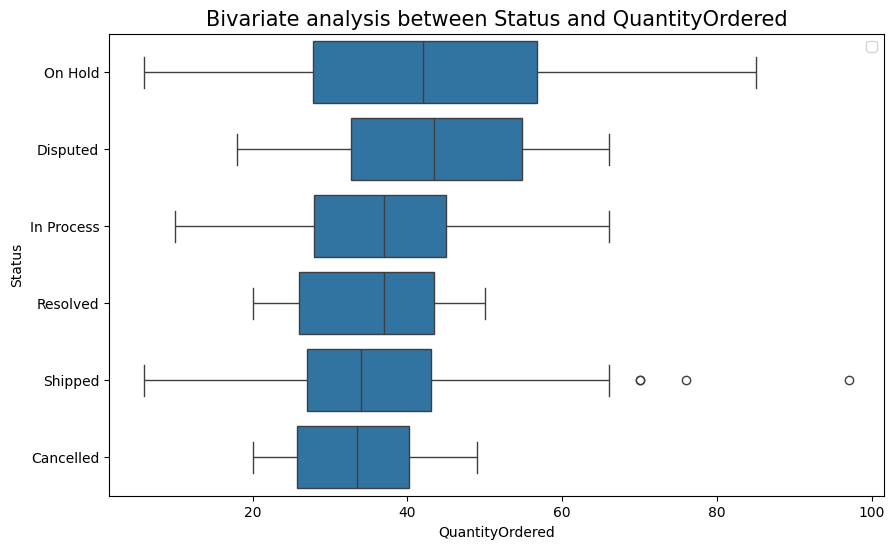 Bivariate analysis between Status and QuantityOrdered
On Hold
Disputed
In Process
Resolved
Shipped
Cancelled
Status
20 40 60 80 100
QuantityOrdered